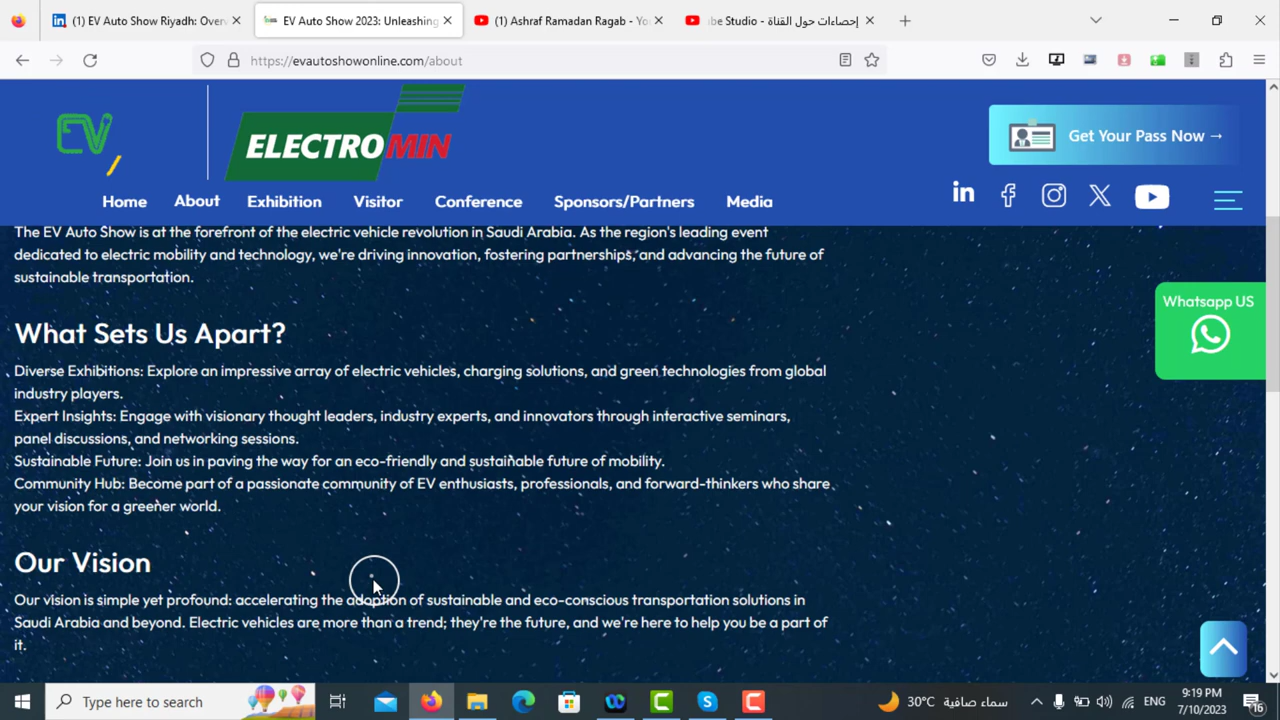 (1) EV Auto Show Riyadh: Over
EV Auto Show 2023: Unleashing
(1) Ashraf Ramadan Ragab - Yo
إحصاءات حول القناة - be Studio
https://evautoshowonline.com/about
EV
ELECTROMIN
Get Your Pass Now →
Home
About
Exhibition
Visitor
Conference
Sponsors/Partners
Media
The EV Auto Show is at the forefront of the electric vehicle revolution in Saudi Arabia. As the region's leading event
dedicated to electric mobility and technology, we're driving innovation, fostering partnerships, and advancing the future of
sustainable transportation.
Whatsapp US
What Sets Us Apart?
Diverse Exhibitions: Explore an impressive array of electric vehicles, charging solutions, and green technologies from global
industry players.
Expert Insights: Engage with visionary thought leaders, industry experts, and innovators through interactive seminars,
panel discussions, and networking sessions.
Sustainable Future: Join us in paving the way for an eco-friendly and sustainable future of mobility.
Community Hub: Become part of a passionate community of EV enthusiasts, professionals, and forward-thinkers who share
your vision for a greener world.
Our Vision
Our vision is simple yet profound: accelerating the adoption of sustainable and eco-conscious transportation solutions in
Saudi Arabia and beyond. Electric vehicles are more than a trend; they're the future, and we're here to help you be a part of
it.
Type here to search
30°C سماء صافية
ENG
9:19 PM
7/10/2023
16